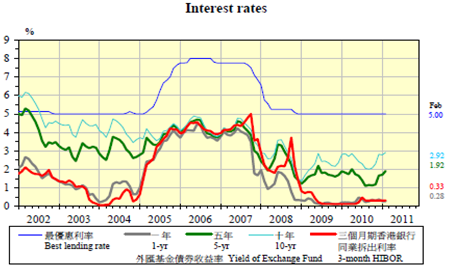 Interest rates
%
9
8
7
6
5
4
3
2
1
0
Feb
5.00
2.92
1.92
0.33
0.28
2002 2003 2004 2005 2006 2007 2008 2009 2010 2011
最優惠利率 一年 五年 十年 三個月期香港銀行
Best lending rate 1-yr 5-yr 10-yr 同業拆出利率
外匯基金債券收益率 Yield of Exchange Fund 3-month HIBOR